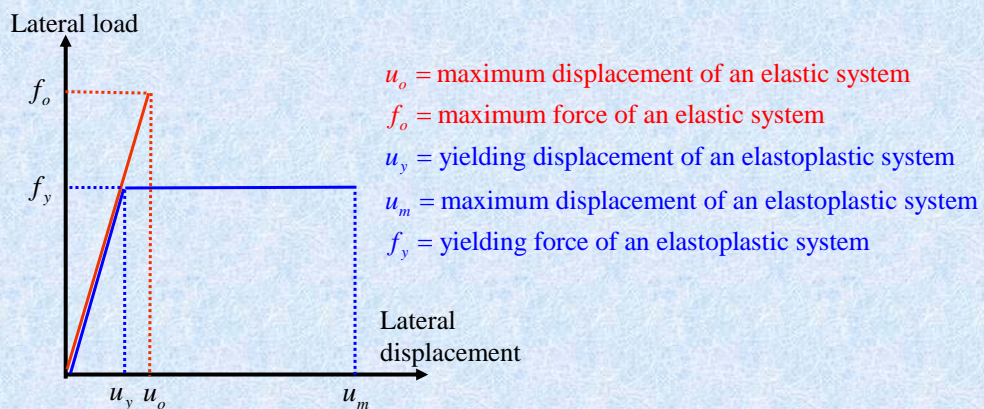 Lateral load
f_o
f_y
u_o = maximum displacement of an elastic system
f_o = maximum force of an elastic system
u_y = yielding displacement of an elastoplastic system
u_m = maximum displacement of an elastoplastic system
f_y = yielding force of an elastoplastic system
Lateral
displacement
u_y u_o u_m